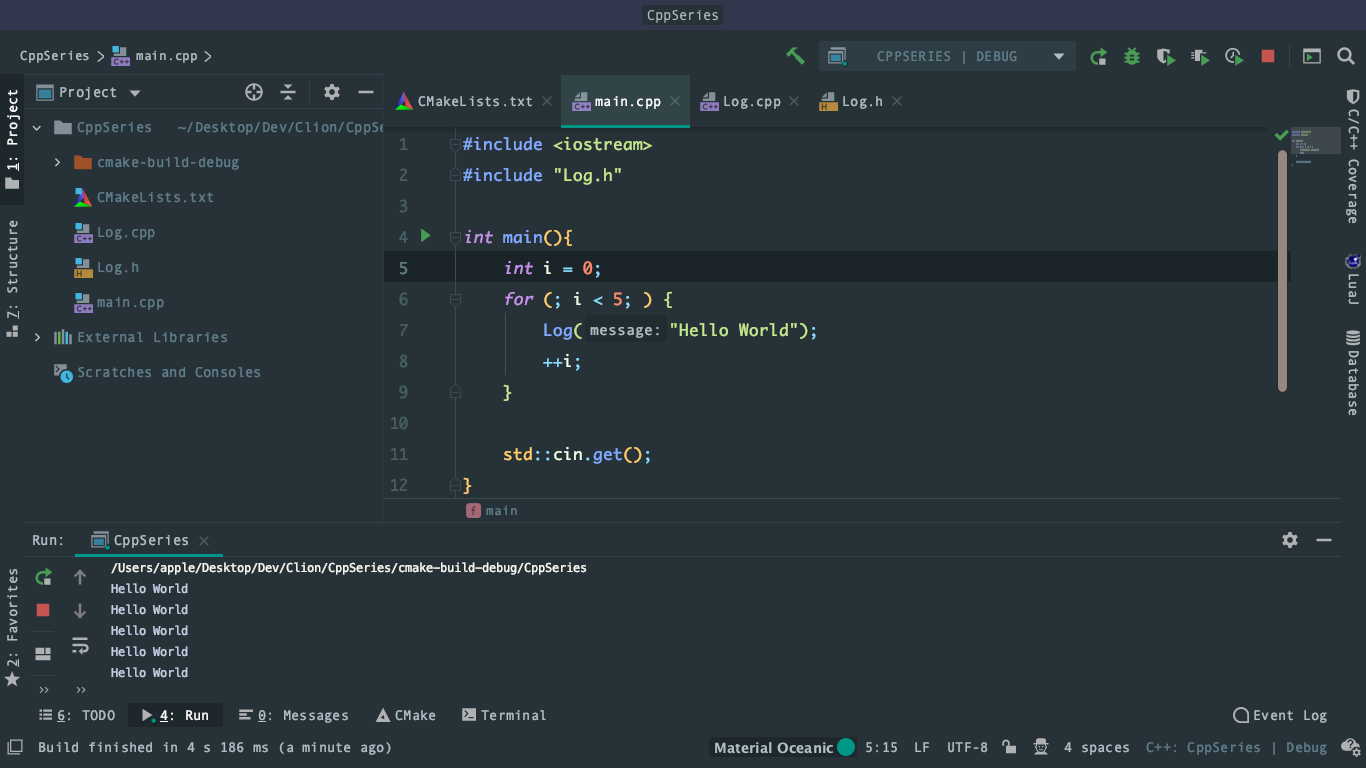 CppSeries
CppSeries > main.cpp >
CPPSERIES | DEBUG
1: Project
Project
CMakeLists.txt
main.cpp
Log.cpp
Log.h
CppSeries ~/Desktop/Dev/Clion/CppSe
cmake-build-debug
CMakeLists.txt
Log.cpp
Log.h
main.cpp
External Libraries
Scratches and Consoles
Z: Structure
1 #include <iostream>
2 #include "Log.h"
3
4 int main(){
5 int i = 0;
6 for (; i < 5; ) {
7 Log( message: "Hello World");
8 ++i;
9 }
10
11 std::cin.get();
12 }
f main
C/C++ Coverage
LuaJ
Database
Run: CppSeries
/Users/apple/Desktop/Dev/Clion/CppSeries/cmake-build-debug/CppSeries
Hello World
Hello World
Hello World
Hello World
Hello World
2: Favorites
6: TODO
4: Run
0: Messages
CMake
Terminal
Event Log
Build finished in 4 s 186 ms (a minute ago)
Material Oceanic
5:15
LF
UTF-8
4 spaces
C++: CppSeries | Debug